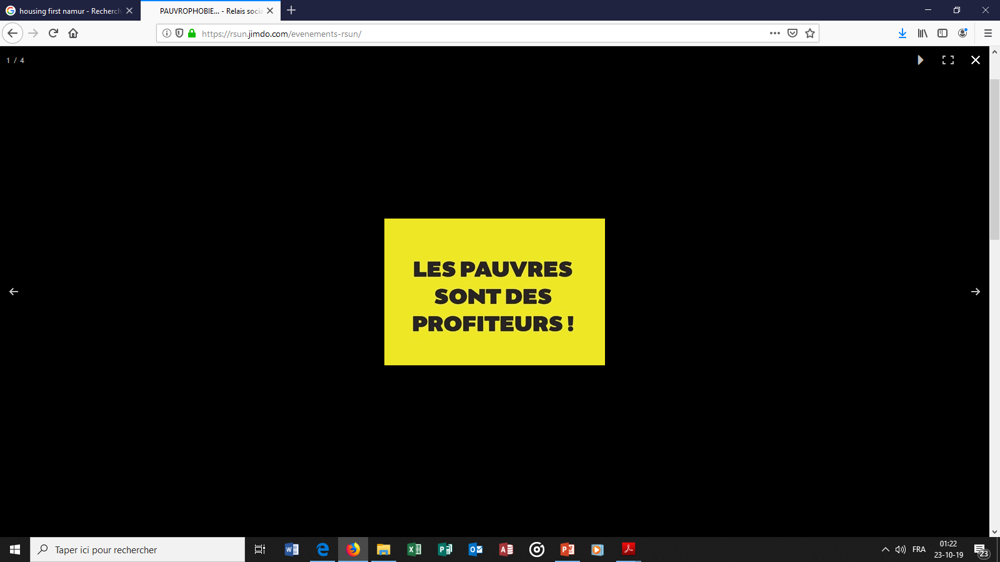 housing first namur - Recherch
PAUVROPHOBIE... - Relais socia
https://rsun.jimdo.com/evenements-rsun/
1 / 4
LES PAUVRES
SONT DES
PROFITEURS !
Taper ici pour rechercher
FRA
01:22
23-10-19
23